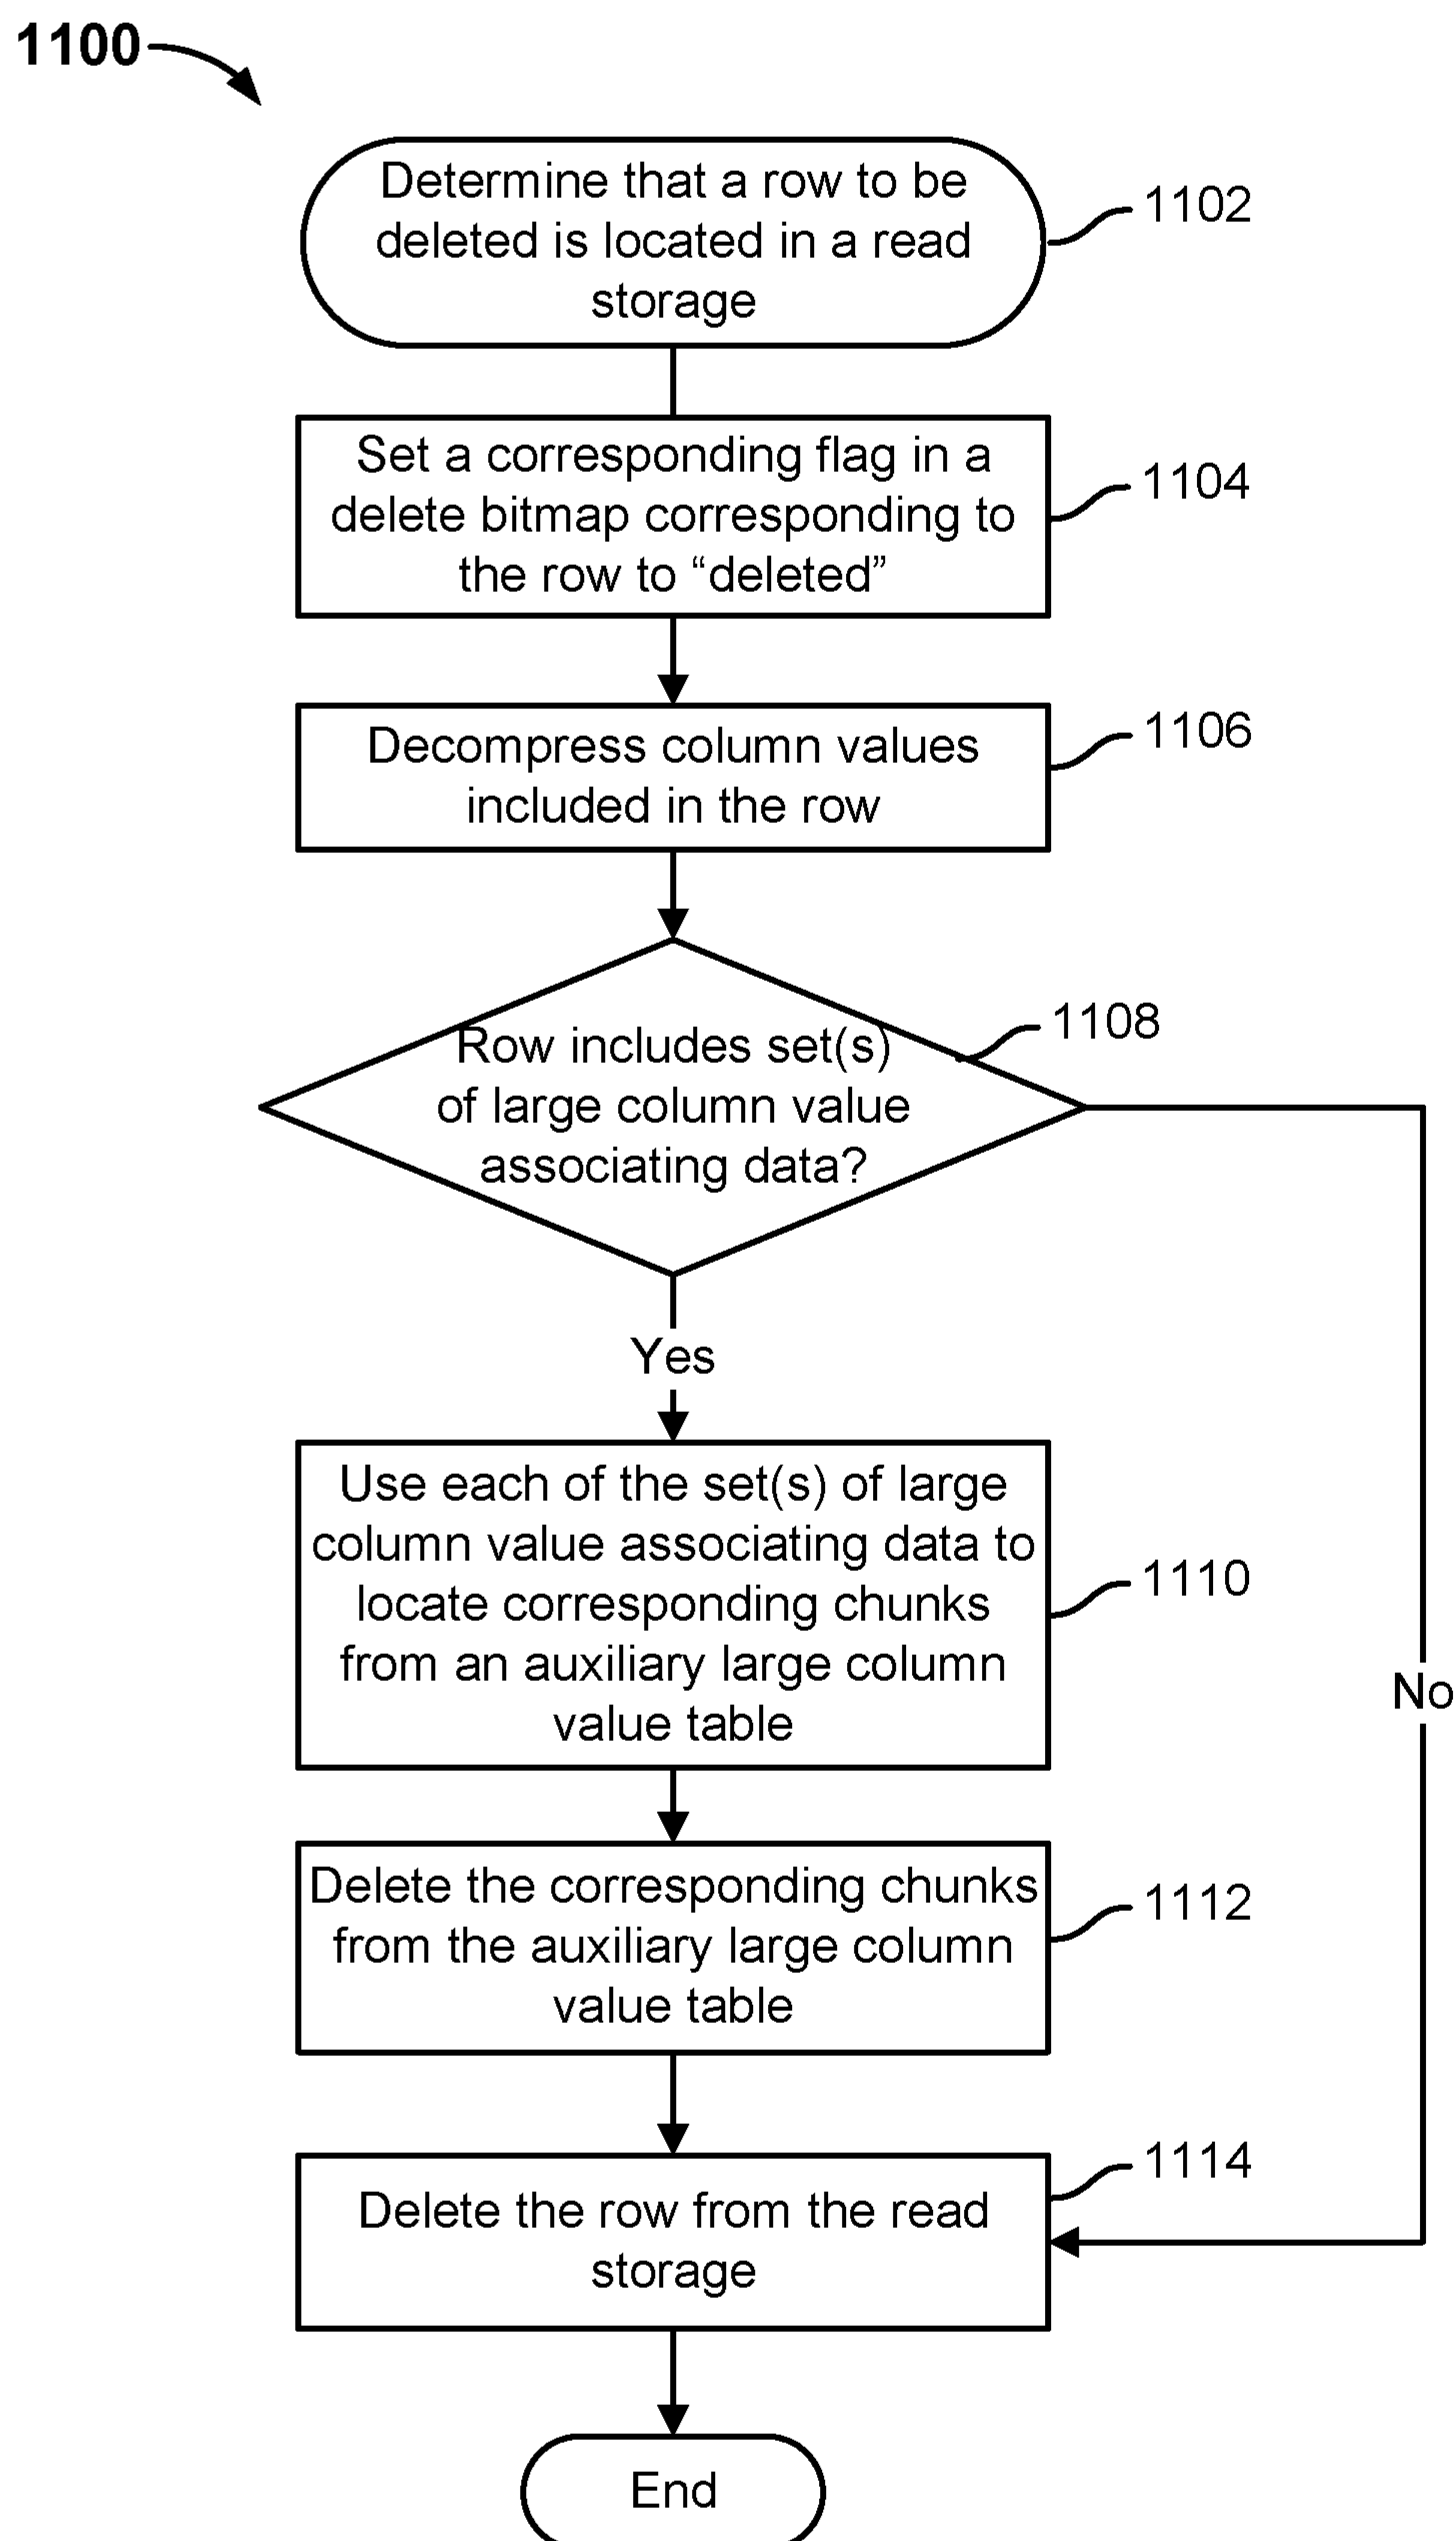 1100
Determine that a row to be
deleted is located in a read
storage
1102
Set a corresponding flag in a
delete bitmap corresponding to
the row to “deleted”
1104
Decompress column values
included in the row
1106
Row includes set(s)
of large column value
associating data?
1108
Yes
No
Use each of the set(s) of large
column value associating data to
locate corresponding chunks
from an auxiliary large column
value table
1110
Delete the corresponding chunks
from the auxiliary large column
value table
1112
Delete the row from the read
storage
1114
End